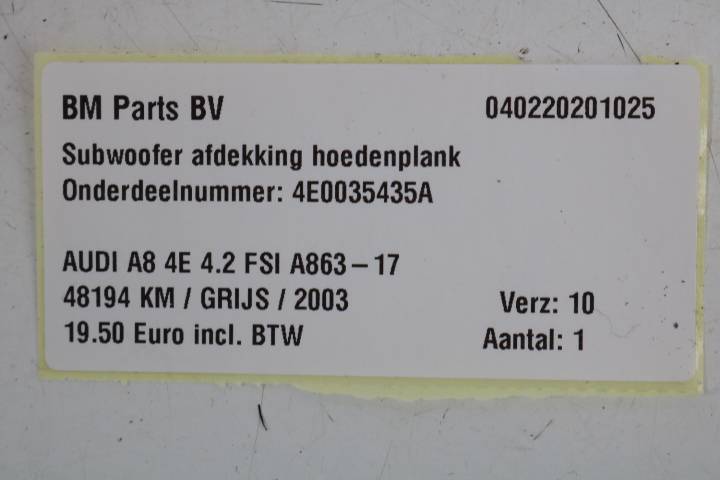 BM Parts BV 040220201025
Subwoofer afdekking hoedenplank
Onderdeelnummer: 4E0035435A
AUDI A8 4E 4.2 FSI A863-17
48194 KM / GRIJS / 2003 Verz: 10
19.50 Euro incl. BTW Aantal: 1